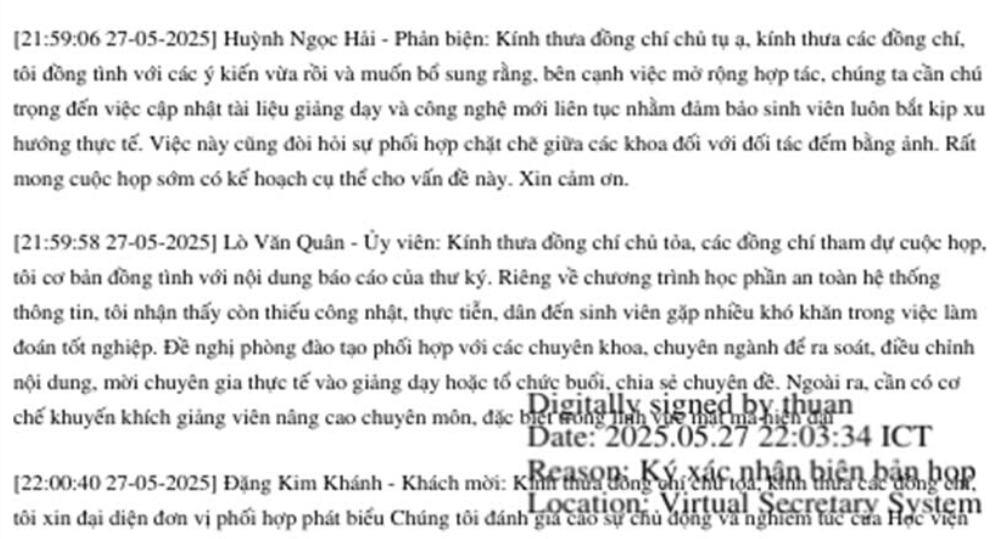 [21:59:06 27-05-2025] Huỳnh Ngọc Hải - Phản biện: Kính thưa đồng chí chủ tụ ạ, kính thưa các đồng chí,
tôi đồng tình với các ý kiến vừa rồi và muốn bổ sung rằng, bên cạnh việc mở rộng hợp tác, chúng ta cần chú
trọng đến việc cập nhật tài liệu giảng dạy và công nghệ mới liên tục nhằm đảm bảo sinh viên luôn bắt kịp xu
hướng thực tế. Việc này cũng đòi hỏi sự phối hợp chặt chẽ giữa các khoa đối với đối tác đếm bằng ảnh. Rất
mong cuộc họp sớm có kế hoạch cụ thể cho vấn đề này. Xin cảm ơn.
[21:59:58 27-05-2025] Lò Văn Quân - Ủy viên: Kính thưa đồng chí chủ tọa, các đồng chí tham dự cuộc họp,
tôi cơ bản đồng tình với nội dung báo cáo của thư ký. Riêng về chương trình học phần an toàn hệ thống
thông tin, tôi nhận thấy còn thiếu công nhật, thực tiễn, dân đến sinh viên gặp nhiều khó khăn trong việc làm
đoán tốt nghiệp. Đề nghị phòng đào tạo phối hợp với các chuyên khoa, chuyên ngành để ra soát, điều chỉnh
nội dung, mời chuyên gia thực tế vào giảng dạy hoặc tổ chức buổi, chia sẻ chuyên đề. Ngoài ra, cần có cơ
chế khuyến khích giảng viên nâng cao chuyên môn, đặc biệt trong lĩnh vực mật mã hiện đại
Digitally signed by thuan
Date: 2025.05.27 22:03:34 ICT
Reason: Ký xác nhận biên bản họp
Location: Virtual Secretary System
[22:00:40 27-05-2025] Đặng Kim Khánh - Khách mời: Kính thưa đồng chí chủ tọa, kính thưa các đồng chí,
tôi xin đại diện đơn vị phối hợp phát biểu Chúng tôi đánh giá cao sự chủ động và nghiêm túc của Học viện